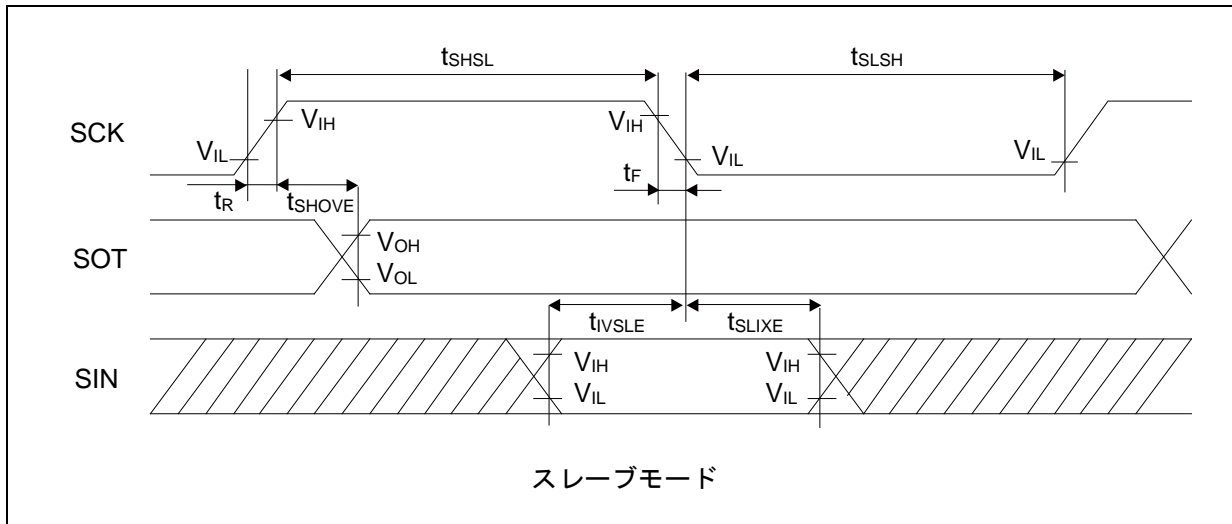 tSHSL
tSLSH
SCK
VIH
VIH
VIL
VIL
VIL
tF
tR
tSHOVE
SOT
VOH
VOL
tIVSLE
tSLIXE
SIN
VIH
VIH
VIL
VIL
スレーブモード